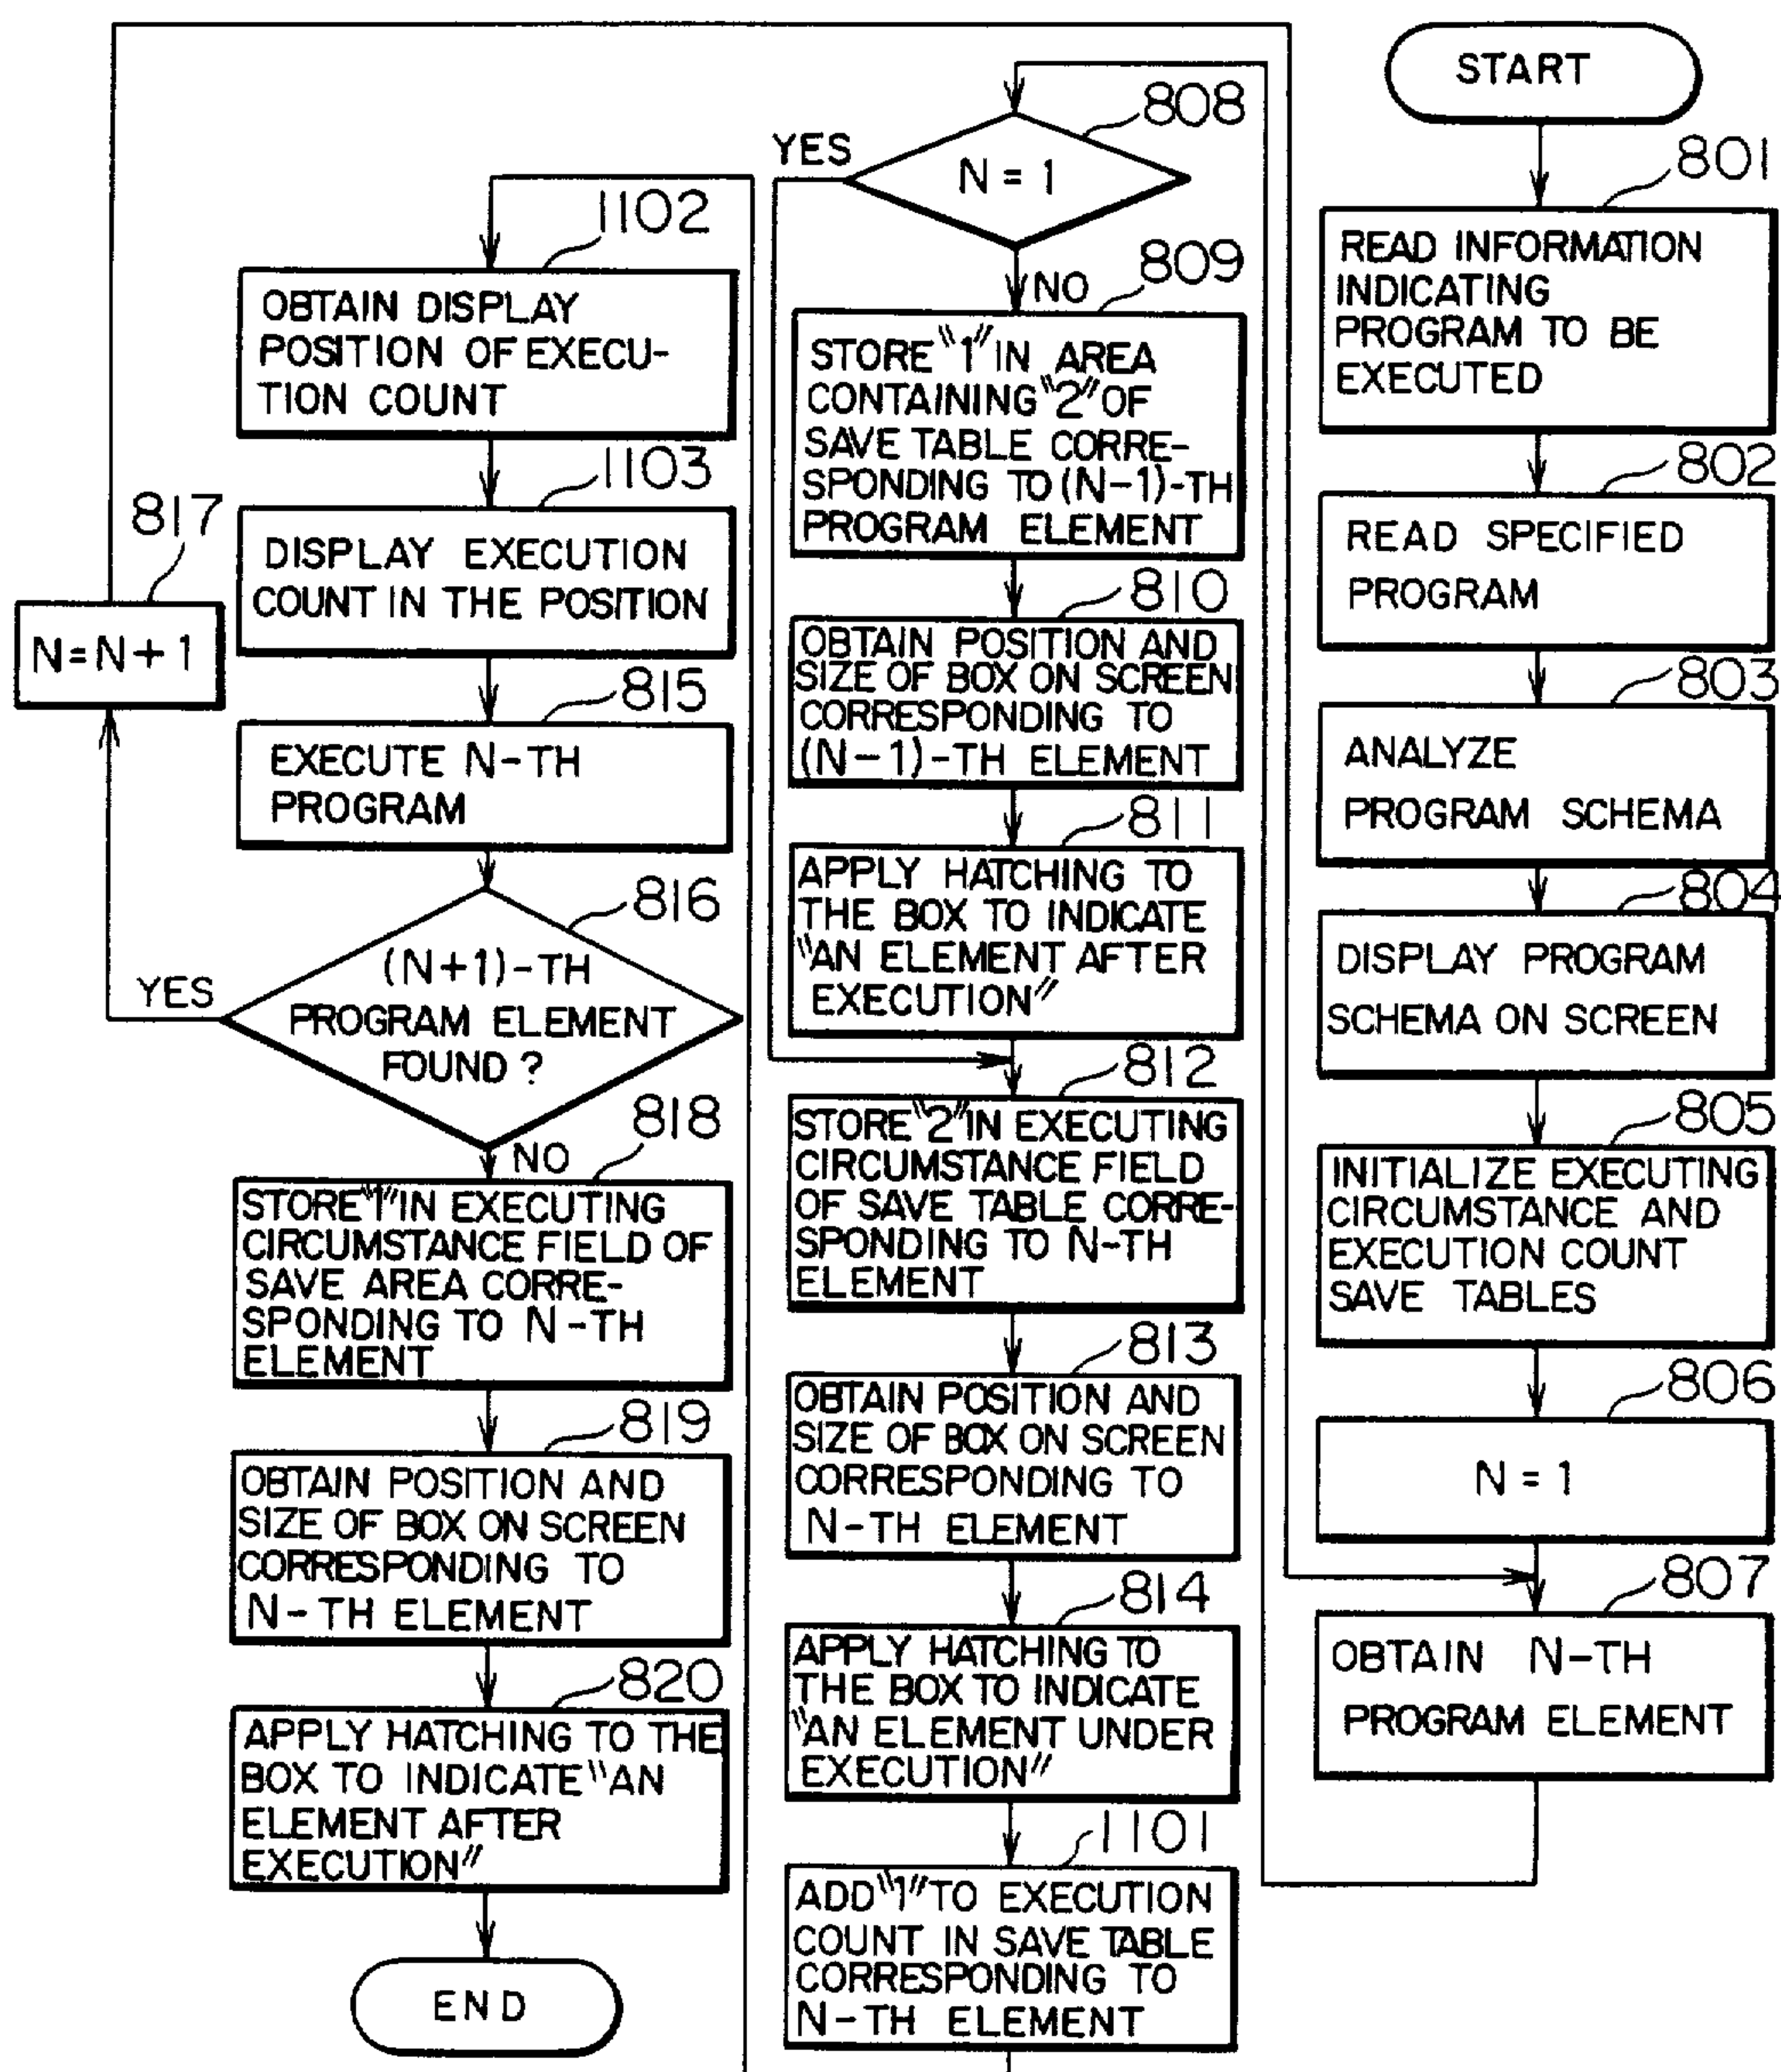 START
801
READ INFORMATION
INDICATING
PROGRAM TO BE
EXECUTED
802
READ SPECIFIED
PROGRAM
803
ANALYZE
PROGRAM SCHEMA
804
DISPLAY PROGRAM
SCHEMA ON SCREEN
805
INITIALIZE EXECUTING
CIRCUMSTANCE AND
EXECUTION COUNT
SAVE TABLES
806
N = 1
807
OBTAIN N-TH
PROGRAM ELEMENT
808
YES
N = 1
809
NO
STORE "1" IN AREA
CONTAINING "2" OF
SAVE TABLE CORRE-
SPONDING TO (N-1)-TH
PROGRAM ELEMENT
810
OBTAIN POSITION AND
SIZE OF BOX ON SCREEN
CORRESPONDING TO
(N-1)-TH ELEMENT
811
APPLY HATCHING TO
THE BOX TO INDICATE
"AN ELEMENT AFTER
EXECUTION"
812
STORE "2" IN EXECUTING
CIRCUMSTANCE FIELD
OF SAVE TABLE CORRE-
SPONDING TO N-TH
ELEMENT
813
OBTAIN POSITION AND
SIZE OF BOX ON SCREEN
CORRESPONDING TO
N-TH ELEMENT
814
APPLY HATCHING TO
THE BOX TO INDICATE
"AN ELEMENT UNDER
EXECUTION"
1101
ADD "1" TO EXECUTION
COUNT IN SAVE TABLE
CORRESPONDING TO
N-TH ELEMENT
1102
OBTAIN DISPLAY
POSITION OF EXECU-
TION COUNT
1103
DISPLAY EXECUTION
COUNT IN THE POSITION
815
EXECUTE N-TH
PROGRAM
816
(N+1)-TH
PROGRAM ELEMENT
FOUND ?
YES
817
N=N+1
NO
818
STORE "1" IN EXECUTING
CIRCUMSTANCE FIELD OF
SAVE AREA CORRE-
SPONDING TO N-TH
ELEMENT
819
OBTAIN POSITION AND
SIZE OF BOX ON SCREEN
CORRESPONDING TO
N-TH ELEMENT
820
APPLY HATCHING TO THE
BOX TO INDICATE "AN
ELEMENT AFTER
EXECUTION"
END